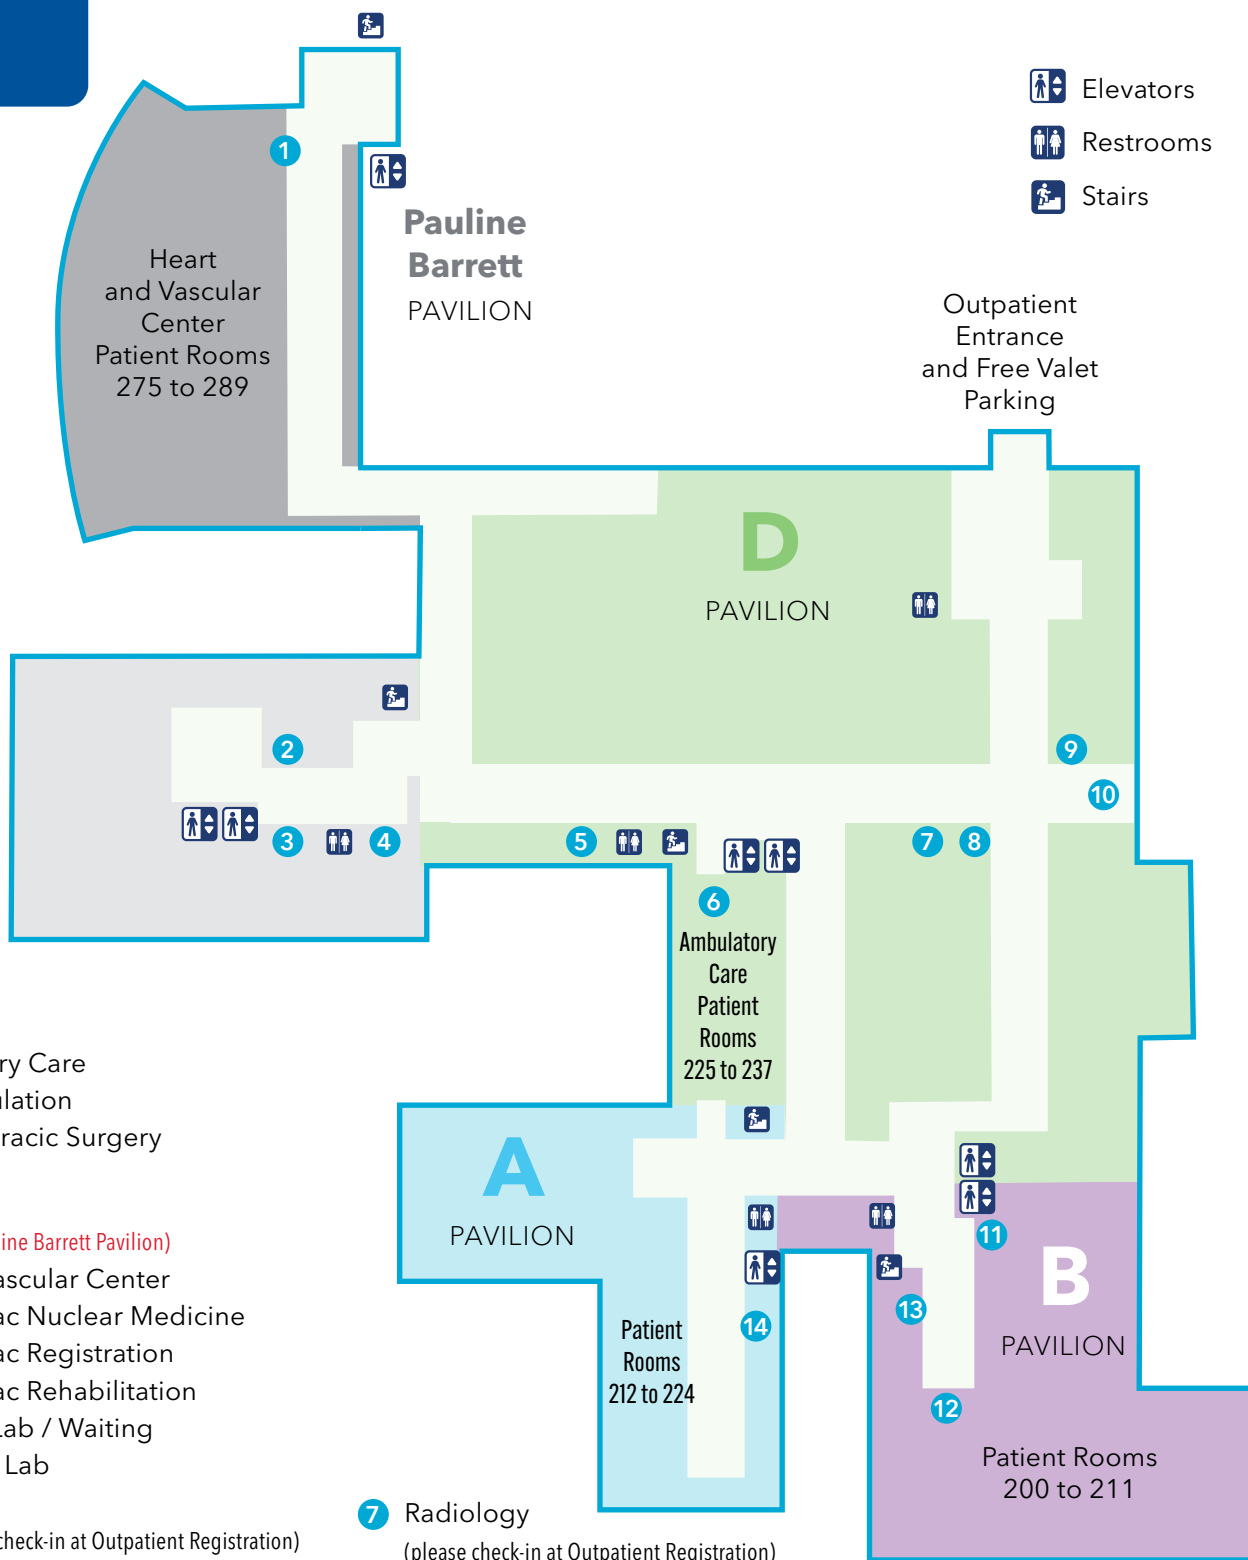 Elevators
Restrooms
Stairs
1
Pauline
Barrett
PAVILION
Heart
and Vascular
Center
Patient Rooms
275 to 289
Outpatient
Entrance
and Free Valet
Parking
D
PAVILION
2
9
10
3
4
5
7
8
6
Ambulatory
Care
Patient
Rooms
225 to 237
A
PAVILION
11
B
PAVILION
13
14
Patient
Rooms
212 to 224
12
Patient Rooms
200 to 211
ry Care
ulation
racic Surgery
ine Barrett Pavilion)
ascular Center
ac Nuclear Medicine
ac Registration
ac Rehabilitation
Lab / Waiting
Lab
check-in at Outpatient Registration)
7 Radiology
(please check-in at Outpatient Registration)